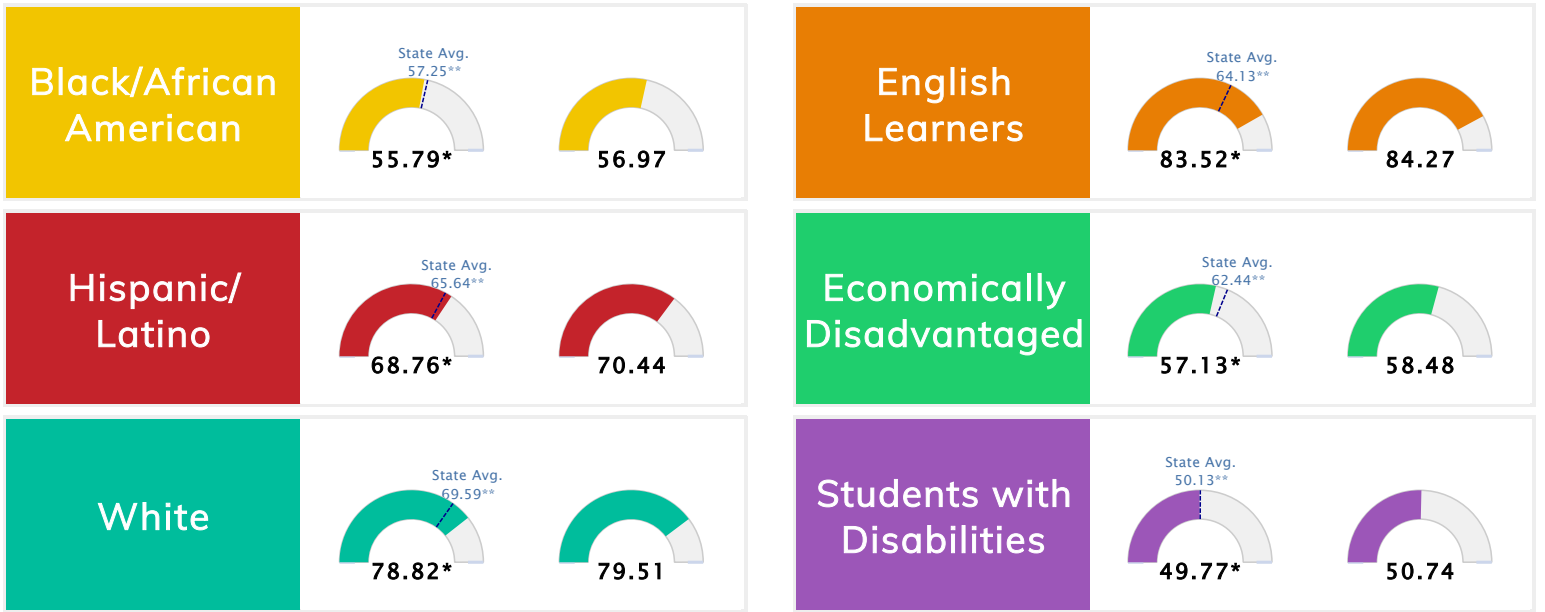 Black/African
American
State Avg.
57.25**
55.79*
56.97
English
Learners
State Avg.
64.13**
83.52*
84.27
Hispanic/
Latino
State Avg.
65.64**
68.76*
70.44
Economically
Disadvantaged
State Avg.
62.44**
57.13*
58.48
White
State Avg.
69.59**
78.82*
79.51
Students with
Disabilities
State Avg.
50.13**
49.77*
50.74